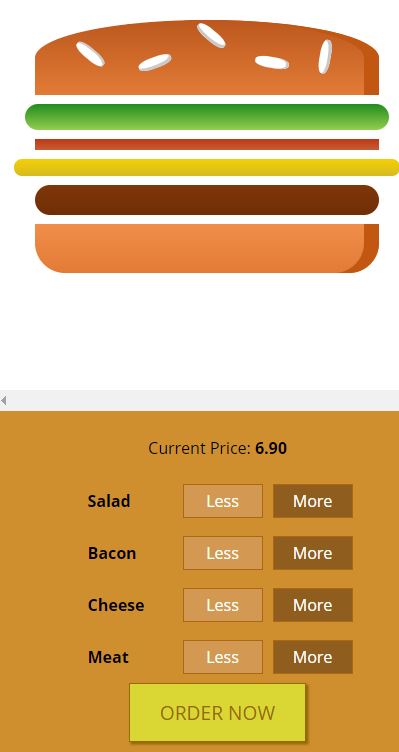 Current Price: 6.90
Salad Less More
Bacon Less More
Cheese Less More
Meat Less More
ORDER NOW